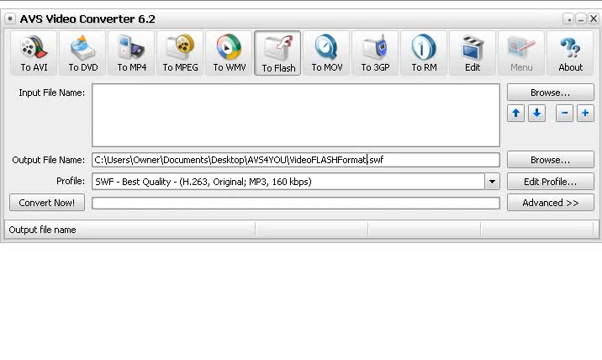 AVS Video Converter 6.2
To AVI To DVD To MP4 To MPEG To WMV To Flash To MOV To 3GP To RM Edit Menu About
Input File Name: Browse...
Output File Name: C:\Users\Owner\Documents\Desktop\AVS4YOU\VideoFLASHFormat.swf Browse...
Profile: SWF - Best Quality - (H.263, Original; MP3, 160 kbps) Edit Profile...
Convert Now! Advanced >>
Output file name